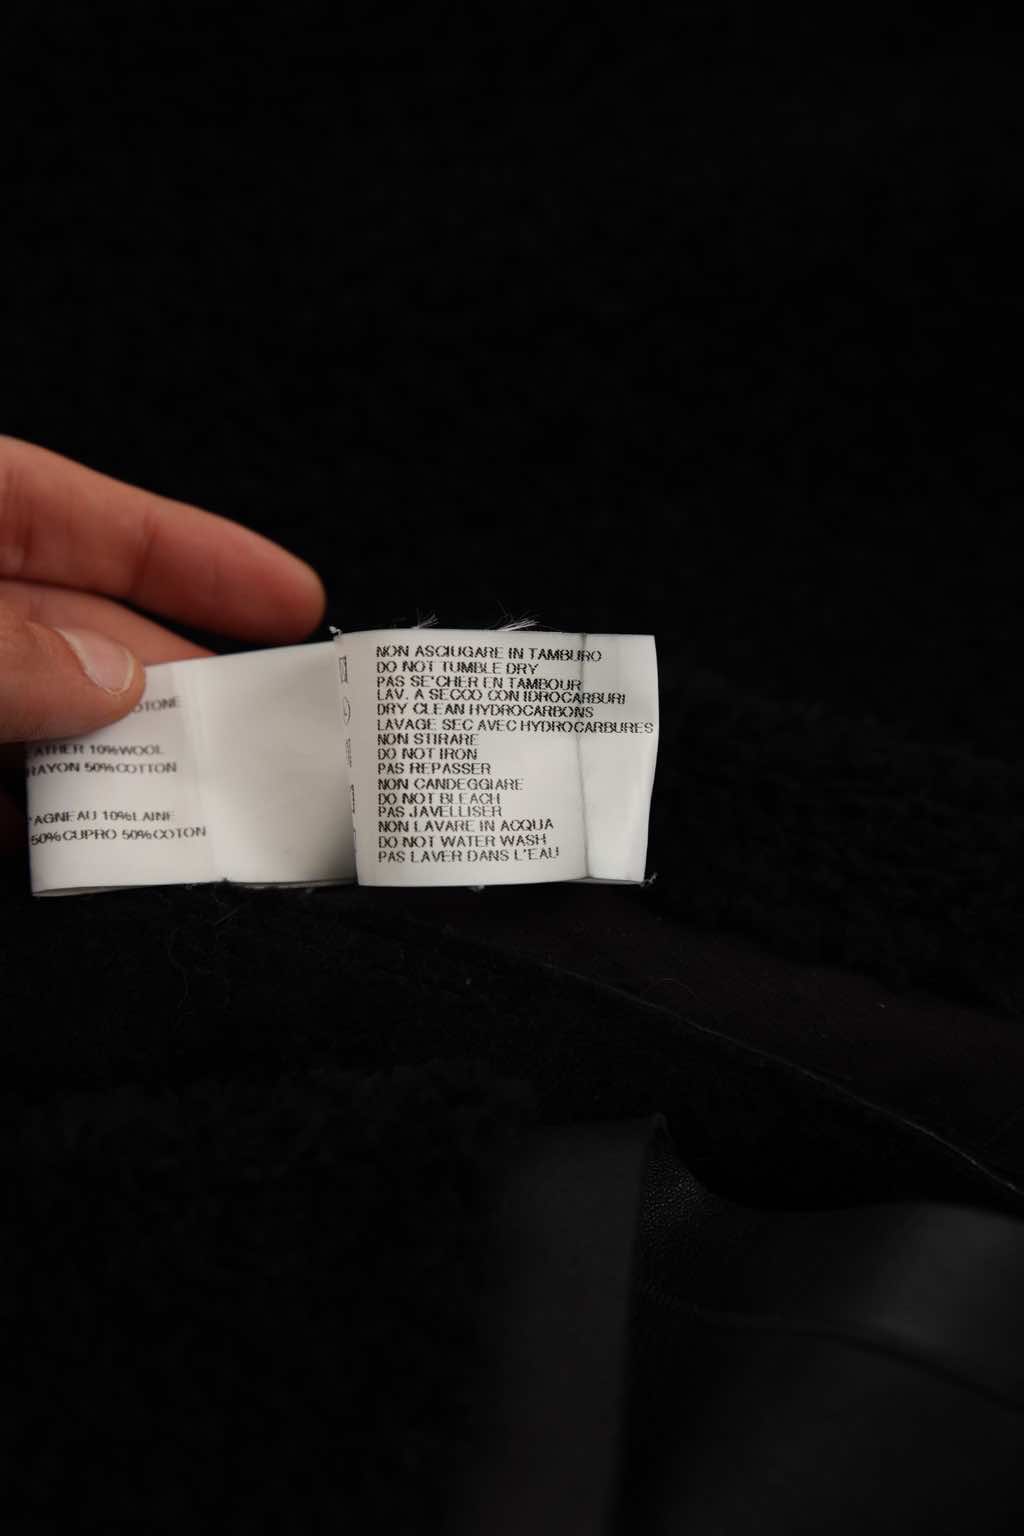 10%WOOL
RAYON 50%COTTON
AGNEAU 10%LAINE
50%CUPRO 50%COTON
NON ASCIUGARE IN TAMBURO
DO NOT TUMBLE DRY
PAS SE'CHER EN TAMBOUR
LAV. A SECCO CON IDROCARBURI
DRY CLEAN HYDROCARBONS
LAVAGE SEC AVEC HYDROCARBURES
NON STIRARE
DO NOT IRON
PAS REPASSER
NON CANDEGGIARE
DO NOT BLEACH
PAS JAVELLISER
NON LAVARE IN ACQUA
DO NOT WATER WASH
PAS LAVER DANS L'EAU